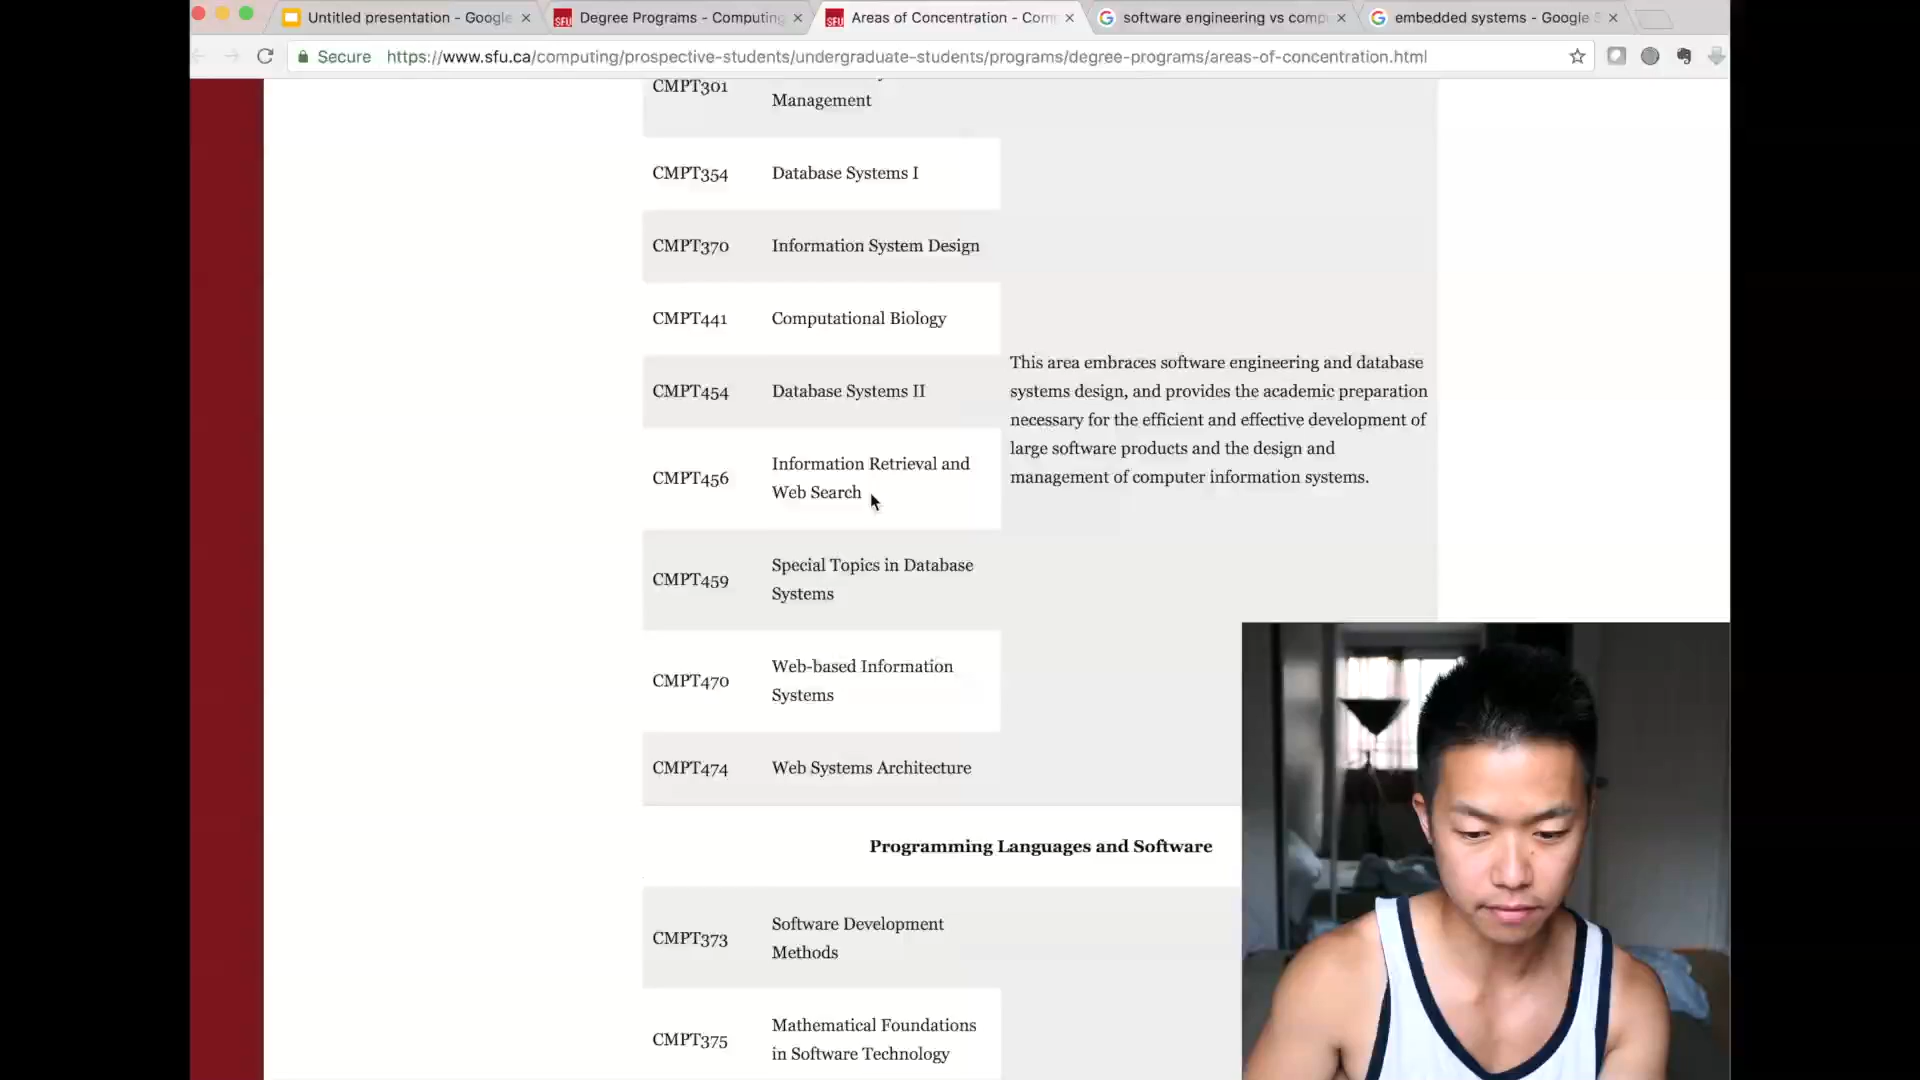 Untitled presentation - Google
Degree Programs - Computing
Areas of Concentration - Com
software engineering vs comp
embedded systems - Google S
Secure https://www.sfu.ca/computing/prospective-students/undergraduate-students/programs/degree-programs/areas-of-concentration.html
CMPT301
Management
CMPT354 Database Systems I
CMPT370 Information System Design
CMPT441 Computational Biology
CMPT454 Database Systems II
CMPT456 Information Retrieval and
Web Search
CMPT459 Special Topics in Database
Systems
CMPT470 Web-based Information
Systems
CMPT474 Web Systems Architecture
This area embraces software engineering and database
systems design, and provides the academic preparation
necessary for the efficient and effective development of
large software products and the design and
management of computer information systems.
Programming Languages and Software
CMPT373 Software Development
Methods
CMPT375 Mathematical Foundations
in Software Technology